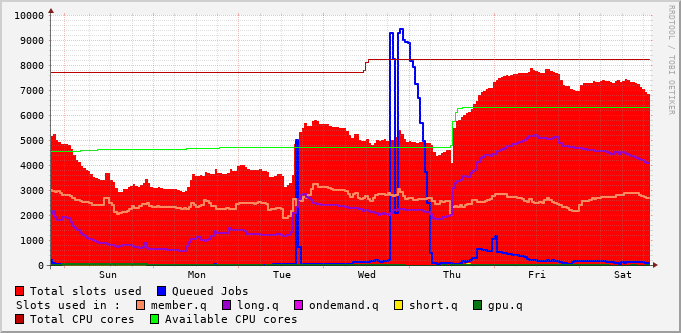 10000
9000
8000
7000
6000
5000
4000
3000
2000
1000
0
Sun Mon Tue Wed Thu Fri Sat
RRDTOOL / TOBI OETIKER
Total slots used Queued Jobs
Slots used in : member.q long.q ondemand.q short.q gpu.q
Total CPU cores Available CPU cores